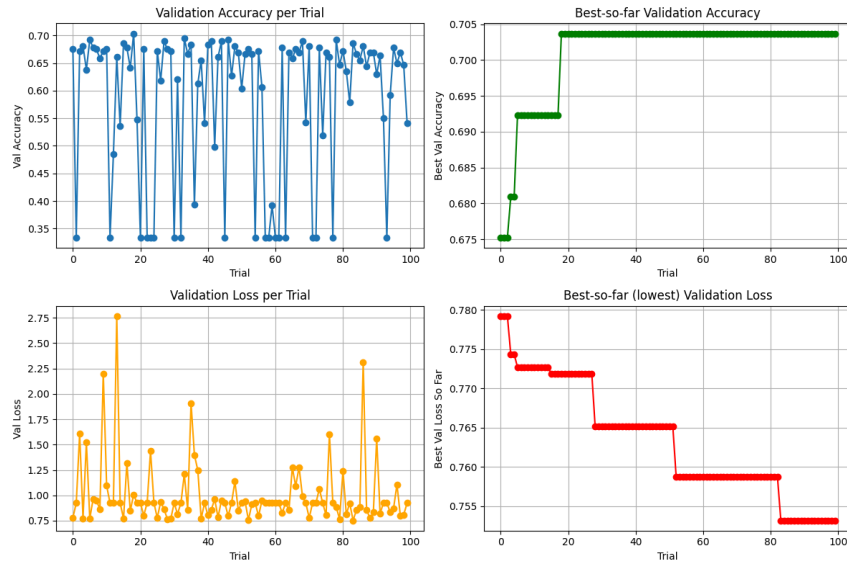 Validation Accuracy per Trial
Val Accuracy
0.70
0.65
0.60
0.55
0.50
0.45
0.40
0.35
0 20 40 60 80 100
Trial
Best-so-far Validation Accuracy
Best Val Accuracy
0.705
0.700
0.695
0.690
0.685
0.680
0.675
0 20 40 60 80 100
Trial
Validation Loss per Trial
Val Loss
2.75
2.50
2.25
2.00
1.75
1.50
1.25
1.00
0.75
0 20 40 60 80 100
Trial
Best-so-far (lowest) Validation Loss
Best Val Loss So Far
0.780
0.775
0.770
0.765
0.760
0.755
0 20 40 60 80 100
Trial